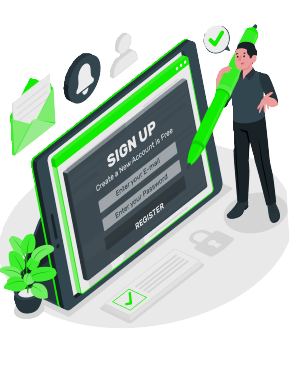 SIGN UP
Create a New Account is Free
Enter your E-mail
Enter your Password
REGISTER